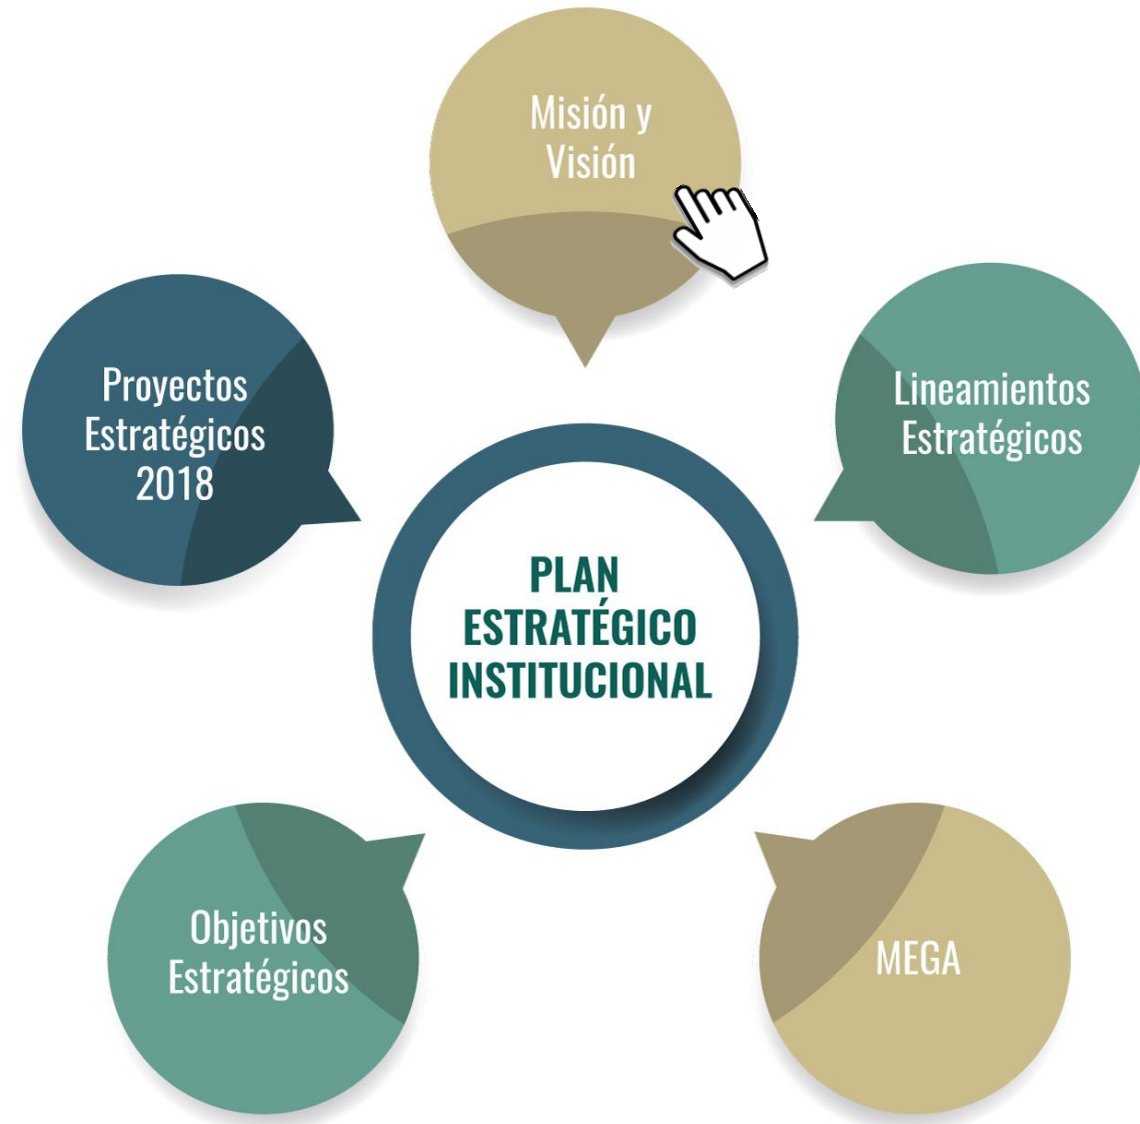 Misión y
Visión
Proyectos
Estratégicos
2018
Lineamientos
Estratégicos
PLAN
ESTRATÉGICO
INSTITUCIONAL
Objetivos
Estratégicos
MEGA